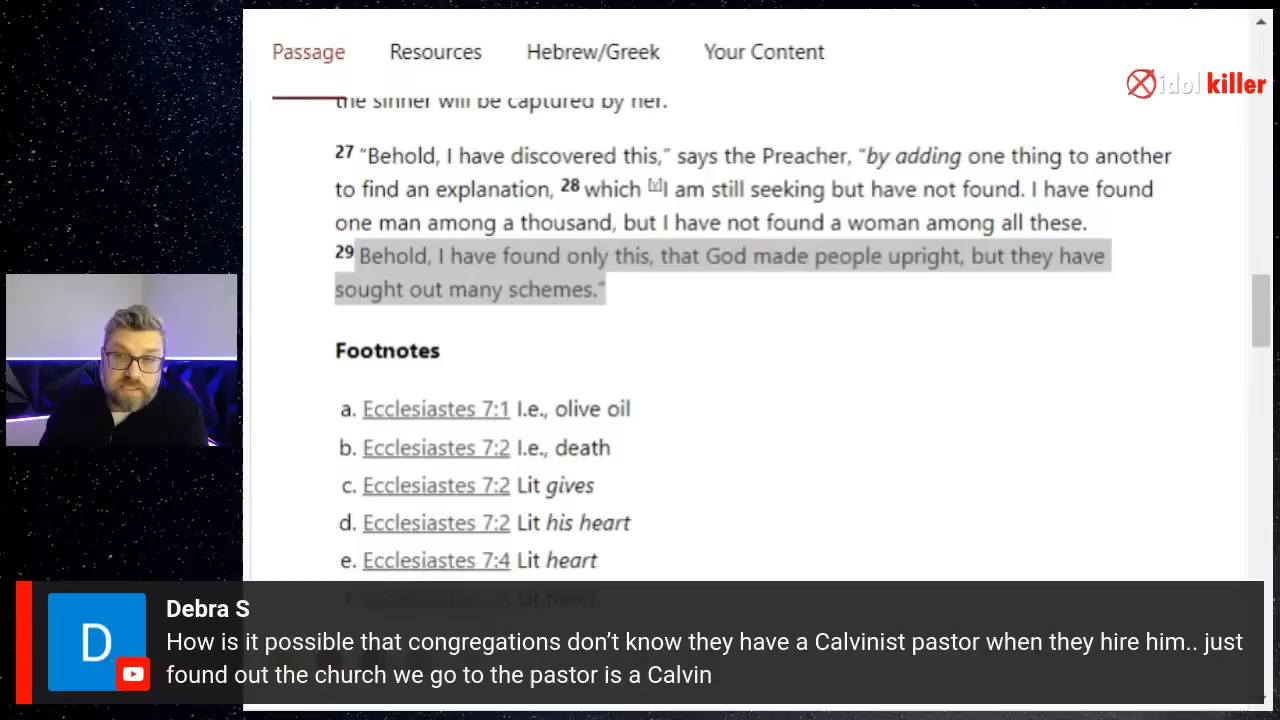 Passage Resources Hebrew/Greek Your Content
idol killer
the sinner will be captured by her.
27 “Behold, I have discovered this,” says the Preacher, “by adding one thing to another
to find an explanation, 28 which [v]I am still seeking but have not found. I have found
one man among a thousand, but I have not found a woman among all these.
29 Behold, I have found only this, that God made people upright, but they have
sought out many schemes.”
Footnotes
a. Ecclesiastes 7:1 I.e., olive oil
b. Ecclesiastes 7:2 I.e., death
c. Ecclesiastes 7:2 Lit gives
d. Ecclesiastes 7:2 Lit his heart
e. Ecclesiastes 7:4 Lit heart
D
Debra S
How is it possible that congregations don’t know they have a Calvinist pastor when they hire him.. just
found out the church we go to the pastor is a Calvin